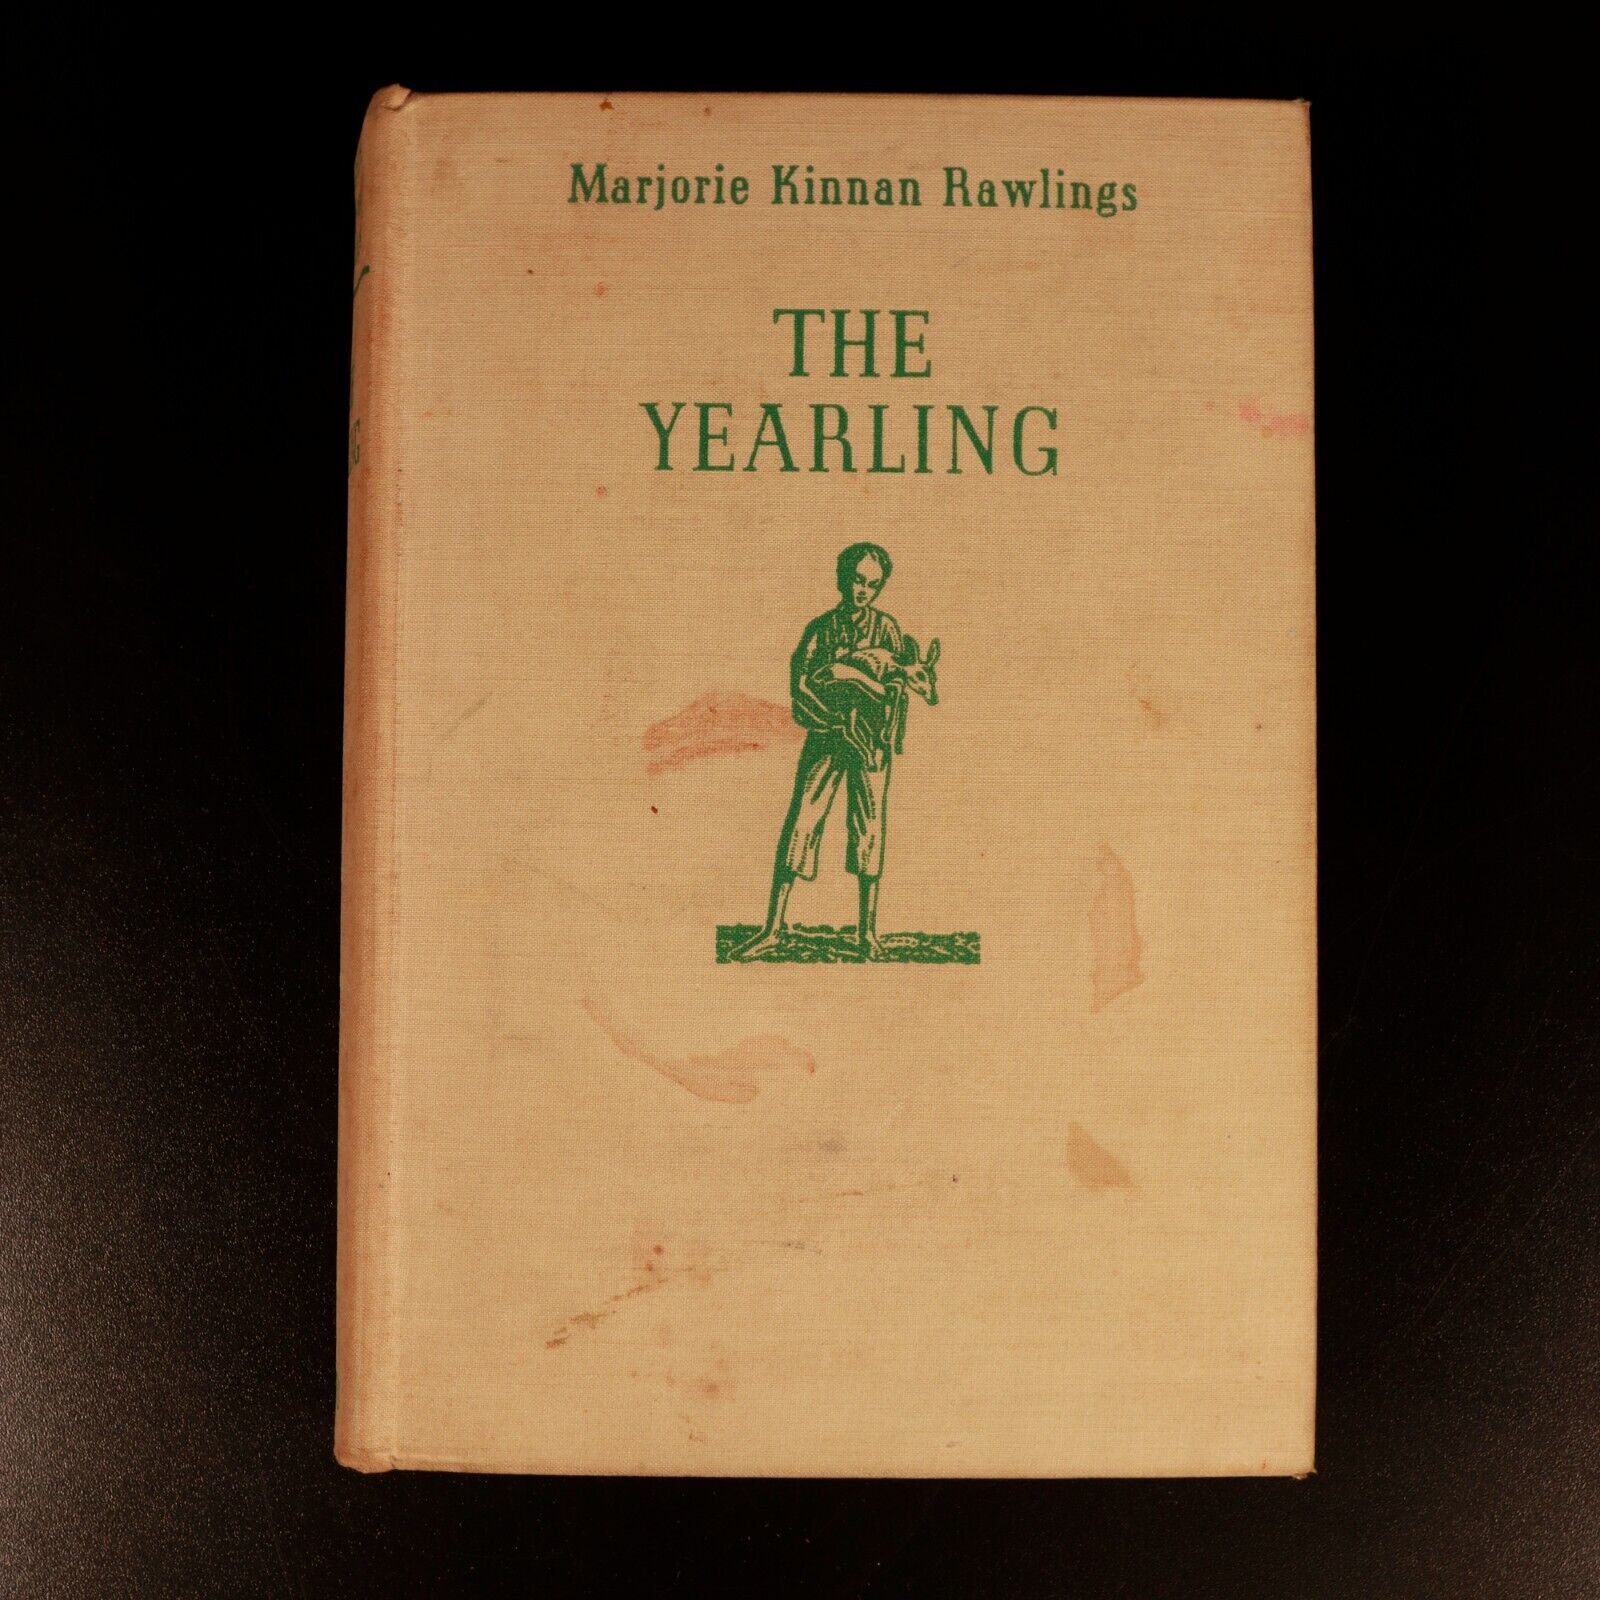 Marjorie Kinnan Rawlings
THE
YEARLING